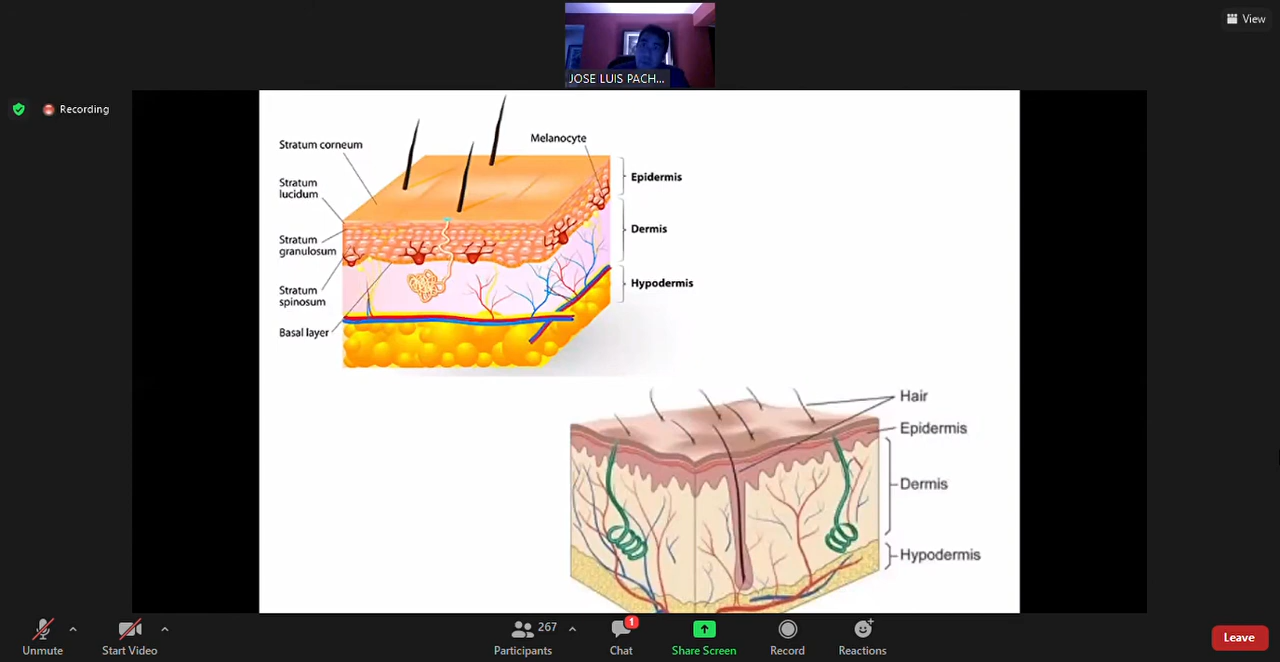 View
JOSE LUIS PACH...
Recording
Stratum corneum
Melanocyte
Stratum
lucidum
Epidermis
Stratum
granulosum
Dermis
Stratum
spinosum
Hypodermis
Basal layer
Hair
Epidermis
Dermis
Hypodermis
Unmute
Start Video
267
Participants
1
Chat
Share Screen
Record
Reactions
Leave